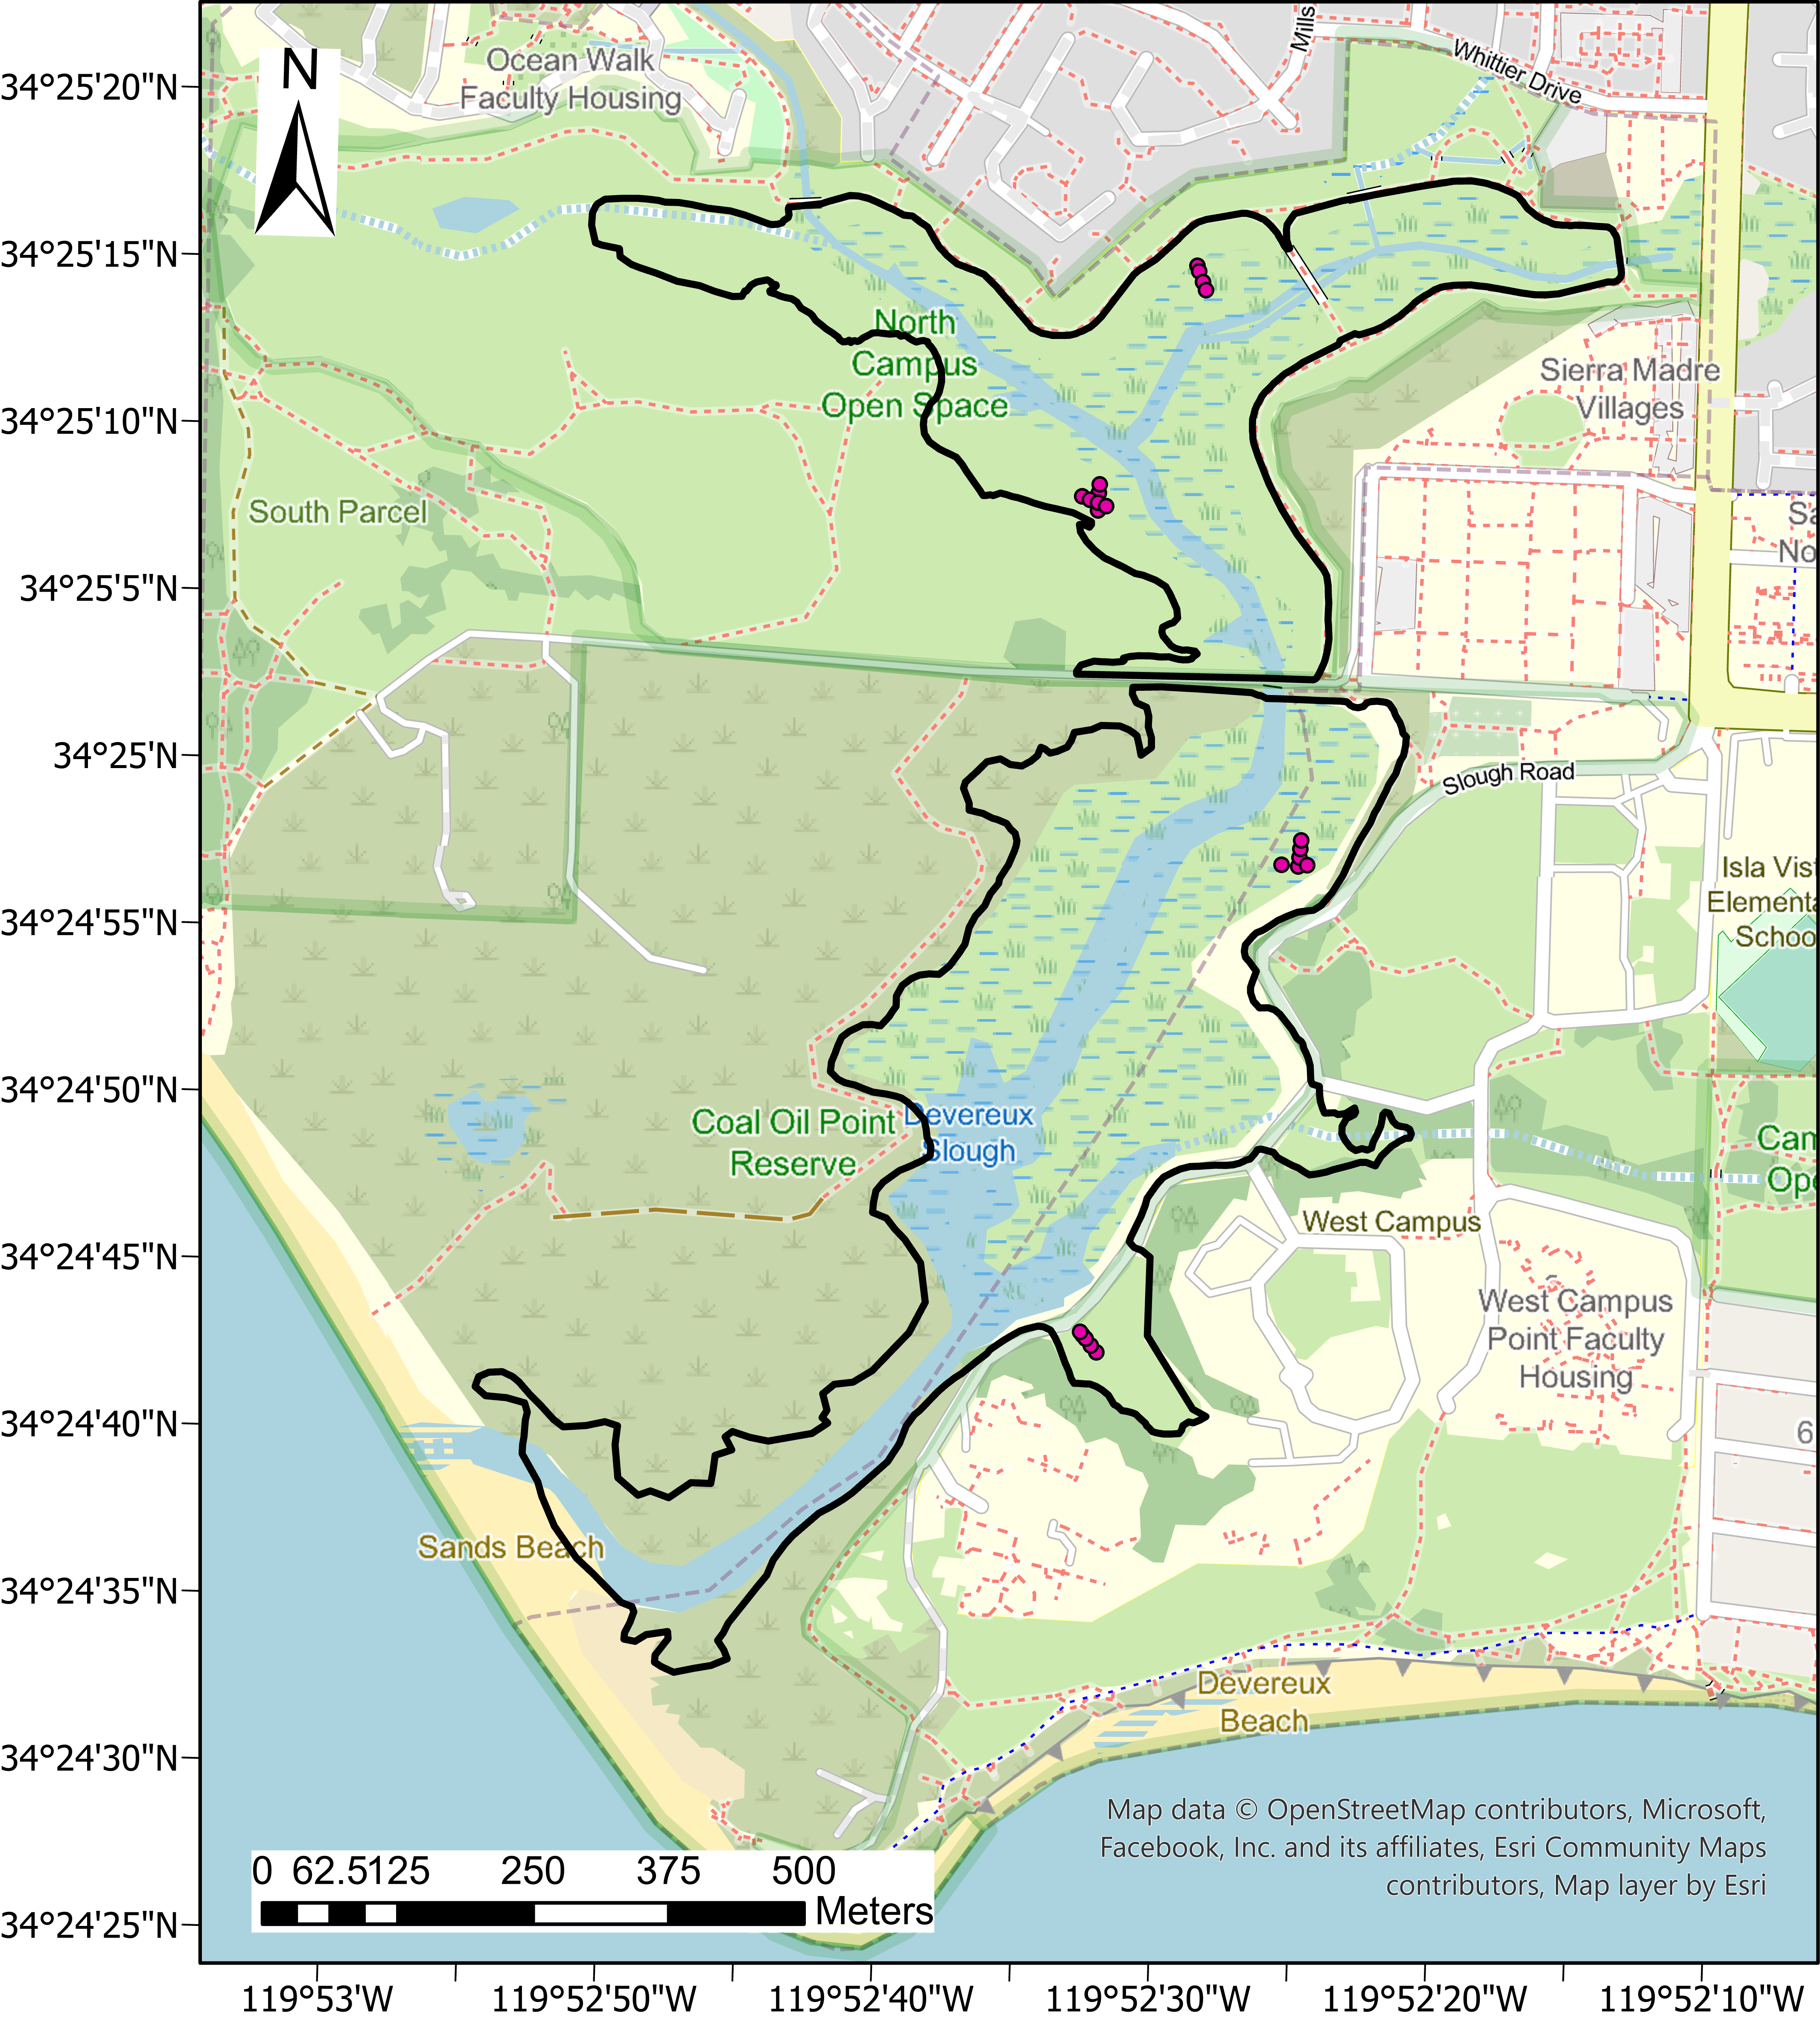 N
Ocean Walk
Faculty Housing
Mills
Whittier Drive
34°25'20"N
34°25'15"N
34°25'10"N
34°25'5"N
34°25'N
34°24'55"N
34°24'50"N
34°24'45"N
34°24'40"N
34°24'35"N
34°24'30"N
34°24'25"N
North
Campus
Open Space
Sierra Madre
Villages
South Parcel
Sa
No
Slough Road
Isla Vist
Elementa
Schoo
Coal Oil Point
Reserve
Devereux
Slough
Cam
Ope
West Campus
West Campus
Point Faculty
Housing
6
Sands Beach
Devereux
Beach
Map data © OpenStreetMap contributors, Microsoft,
Facebook, Inc. and its affiliates, Esri Community Maps
contributors, Map layer by Esri
0 62.5125 250 375 500
Meters
119°53'W 119°52'50"W 119°52'40"W 119°52'30"W 119°52'20"W 119°52'10"W